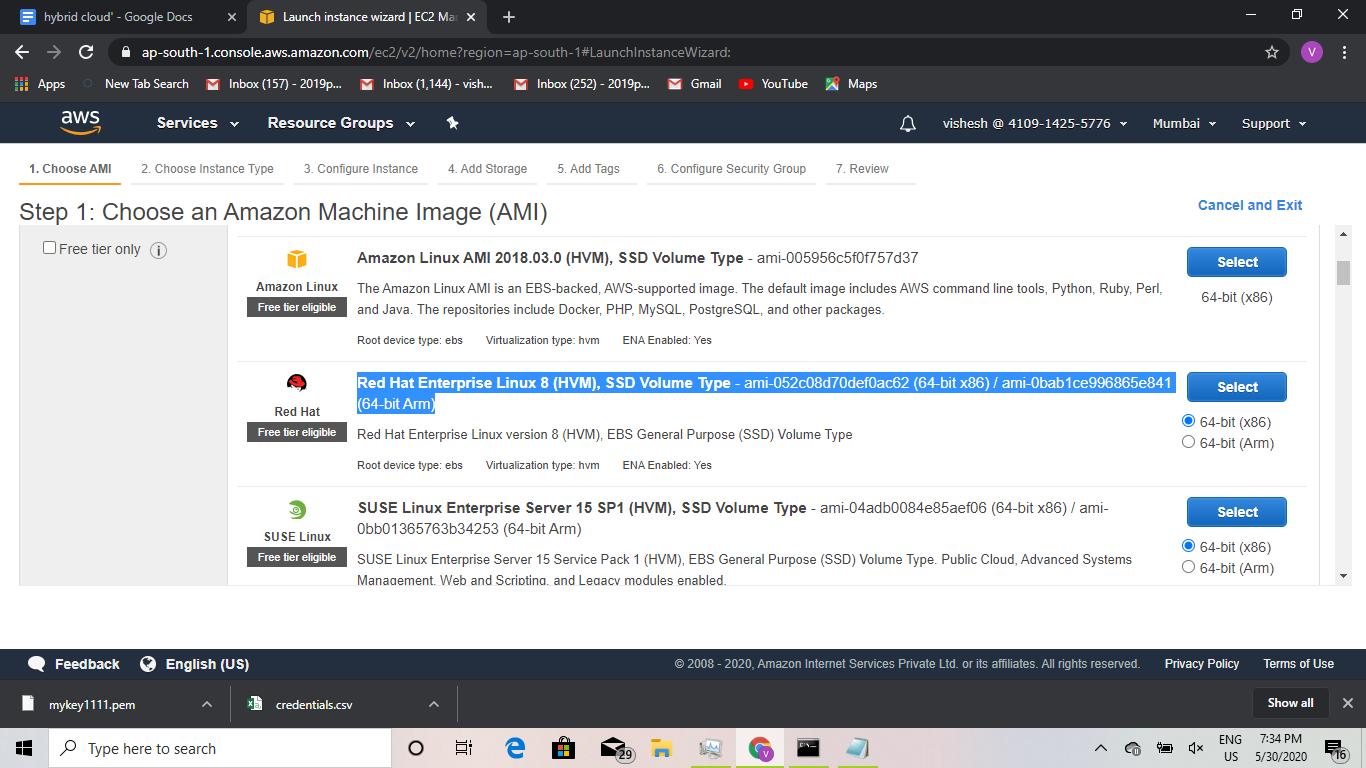 hybrid cloud' - Google Docs
Launch instance wizard | EC2 Ma
ap-south-1.console.aws.amazon.com/ec2/v2/home?region=ap-south-1#LaunchInstanceWizard:
V
Apps
New Tab Search
Inbox (157) - 2019p...
Inbox (1,144) - vish...
Inbox (252) - 2019p...
Gmail
YouTube
Maps
aws
Services
Resource Groups
vishesh @ 4109-1425-5776
Mumbai
Support
1. Choose AMI
2. Choose Instance Type
3. Configure Instance
4. Add Storage
5. Add Tags
6. Configure Security Group
7. Review
Step 1: Choose an Amazon Machine Image (AMI)
Cancel and Exit
Free tier only
i
Amazon Linux
Free tier eligible
Amazon Linux AMI 2018.03.0 (HVM), SSD Volume Type - ami-005956c5f0f757d37
The Amazon Linux AMI is an EBS-backed, AWS-supported image. The default image includes AWS command line tools, Python, Ruby, Perl,
and Java. The repositories include Docker, PHP, MySQL, PostgreSQL, and other packages.
Root device type: ebs Virtualization type: hvm ENA Enabled: Yes
Select
64-bit (x86)
Red Hat
Free tier eligible
Red Hat Enterprise Linux 8 (HVM), SSD Volume Type - ami-052c08d70def0ac62 (64-bit x86) / ami-0bab1ce996865e841
(64-bit Arm)
Red Hat Enterprise Linux version 8 (HVM), EBS General Purpose (SSD) Volume Type
Root device type: ebs Virtualization type: hvm ENA Enabled: Yes
Select
64-bit (x86)
64-bit (Arm)
SUSE Linux
Free tier eligible
SUSE Linux Enterprise Server 15 SP1 (HVM), SSD Volume Type - ami-04adb0084e85aef06 (64-bit x86) / ami-
0bb01365763b34253 (64-bit Arm)
SUSE Linux Enterprise Server 15 Service Pack 1 (HVM), EBS General Purpose (SSD) Volume Type. Public Cloud, Advanced Systems
Management, Web and Scripting, and Legacy modules enabled.
Select
64-bit (x86)
64-bit (Arm)
Feedback
English (US)
© 2008 - 2020, Amazon Internet Services Private Ltd. or its affiliates. All rights reserved.
Privacy Policy
Terms of Use
mykey1111.pem
credentials.csv
Show all
Type here to search
29
V
ENG
US
7:34 PM
5/30/2020
16